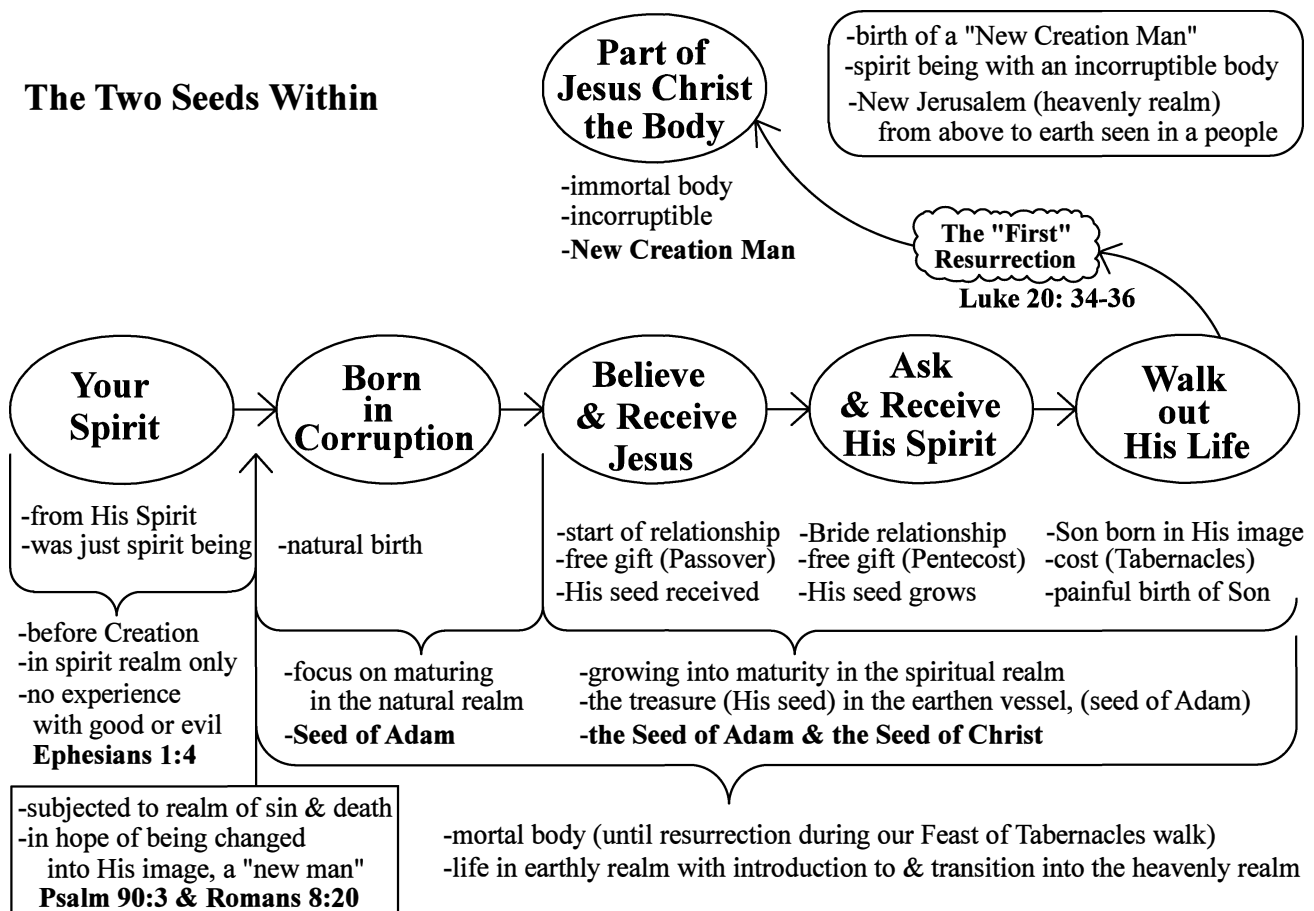 The Two Seeds Within
Part of
Jesus Christ
the Body
-immortal body
-incorruptible
-New Creation Man
-birth of a "New Creation Man"
-spirit being with an incorruptible body
-New Jerusalem (heavenly realm)
from above to earth seen in a people
The "First"
Resurrection
Luke 20: 34-36
Your
Spirit
Born
in
Corruption
Believe
& Receive
Jesus
Ask
& Receive
His Spirit
Walk
out
His Life
-from His Spirit
-was just spirit being
-natural birth
-start of relationship
-free gift (Passover)
-His seed received
-Bride relationship
-free gift (Pentecost)
-His seed grows
-Son born in His image
-cost (Tabernacles)
-painful birth of Son
-before Creation
-in spirit realm only
-no experience
with good or evil
Ephesians 1:4
-focus on maturing
in the natural realm
-Seed of Adam
-growing into maturity in the spiritual realm
-the treasure (His seed) in the earthen vessel, (seed of Adam)
-the Seed of Adam & the Seed of Christ
-subjected to realm of sin & death
-in hope of being changed
into His image, a "new man"
Psalm 90:3 & Romans 8:20
-mortal body (until resurrection during our Feast of Tabernacles walk)
-life in earthly realm with introduction to & transition into the heavenly realm